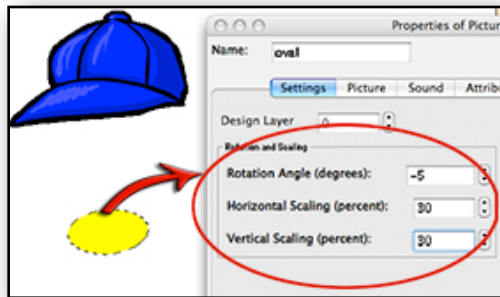 Properties of Pictur
Name: oval
Settings Picture Sound Attrib
Design Layer 0
Rotation and Scaling
Rotation Angle (degrees): -5
Horizontal Scaling (percent): 30
Vertical Scaling (percent): 30